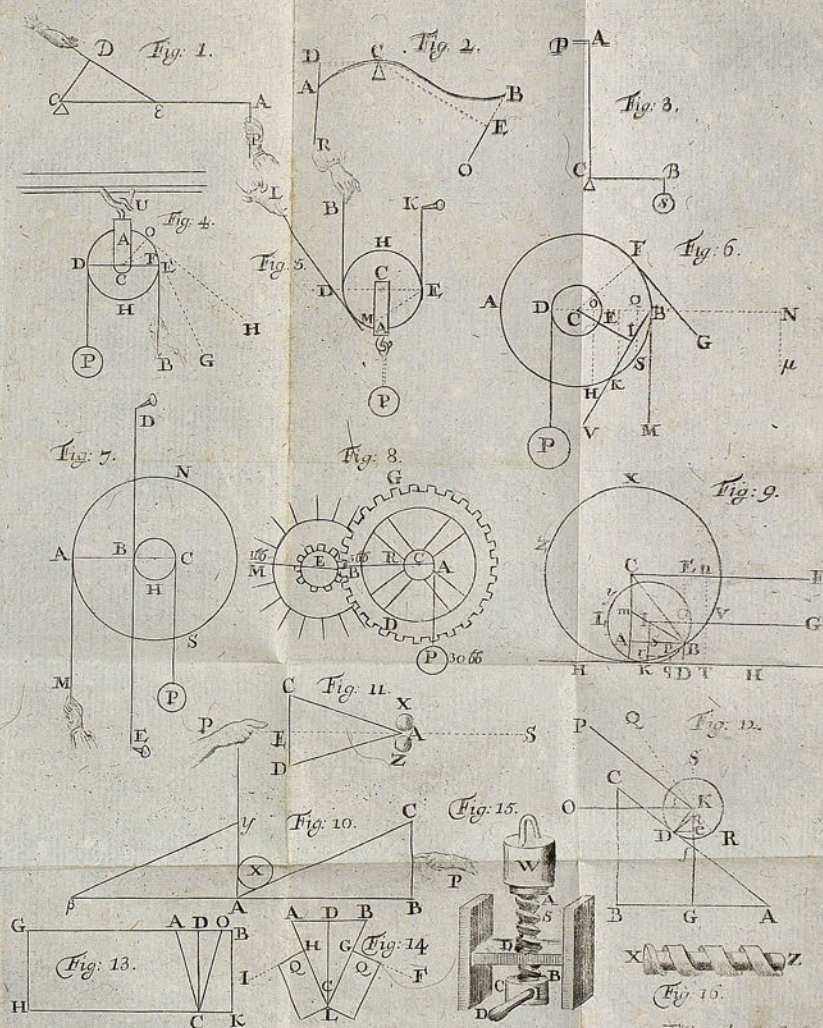 D Fig: 1.
C E A
P
D C Fig 2.
A B
E
R O
P A
Fig: 3.
C B
S
L U
A O Fig 4.
D C F E
H
P B G H
B K
H
Fig 5. D C E
M A
P
F Fig: 6
A D C O E Q B N
I G
H K S μ
P V M
D
Fig: 7. N
A B C
H
S
M P
E
Fig: 8.
G
M E B R C A
D
P 30 ℔
X Fig: 9.
Z
C F n F
y V
L m I O G
A S B
r P
H K q D T H
C Fig: 11. X
E A S
D Z
P
y Fig: 10. C
X P
β A B
Q Fig: 12.
P S
C
O K
D e R
f
B G A
G A D O B
Fig: 13.
H C K
A D B
H G Fig: 14
I Q Q F
C
L
Fig: 15.
W
A
S
D
B
C I
D
X Z
Fig: 16.